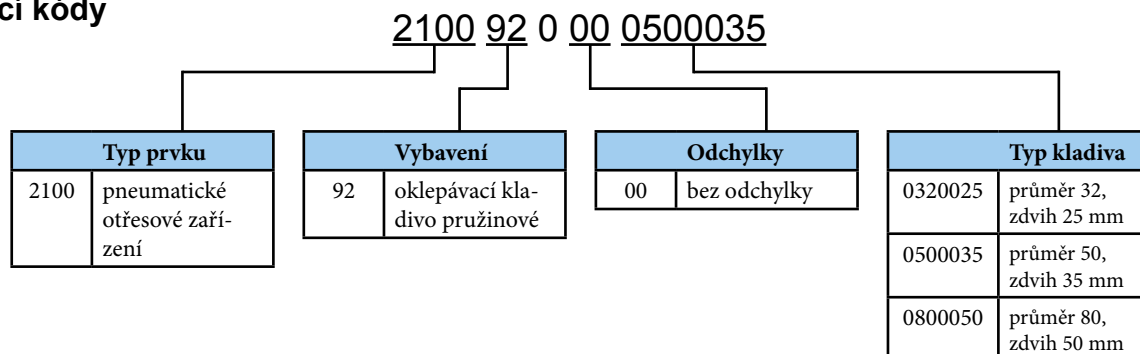 cí kódy
2100 92 0 00 0500035
Typ prvku
2100 pneumatické
otřesové zaří-
zení
Vybavení
92 oklepávací kla-
divo pružinové
Odchylky
00 bez odchylky
Typ kladiva
0320025 průměr 32,
zdvih 25 mm
0500035 průměr 50,
zdvih 35 mm
0800050 průměr 80,
zdvih 50 mm